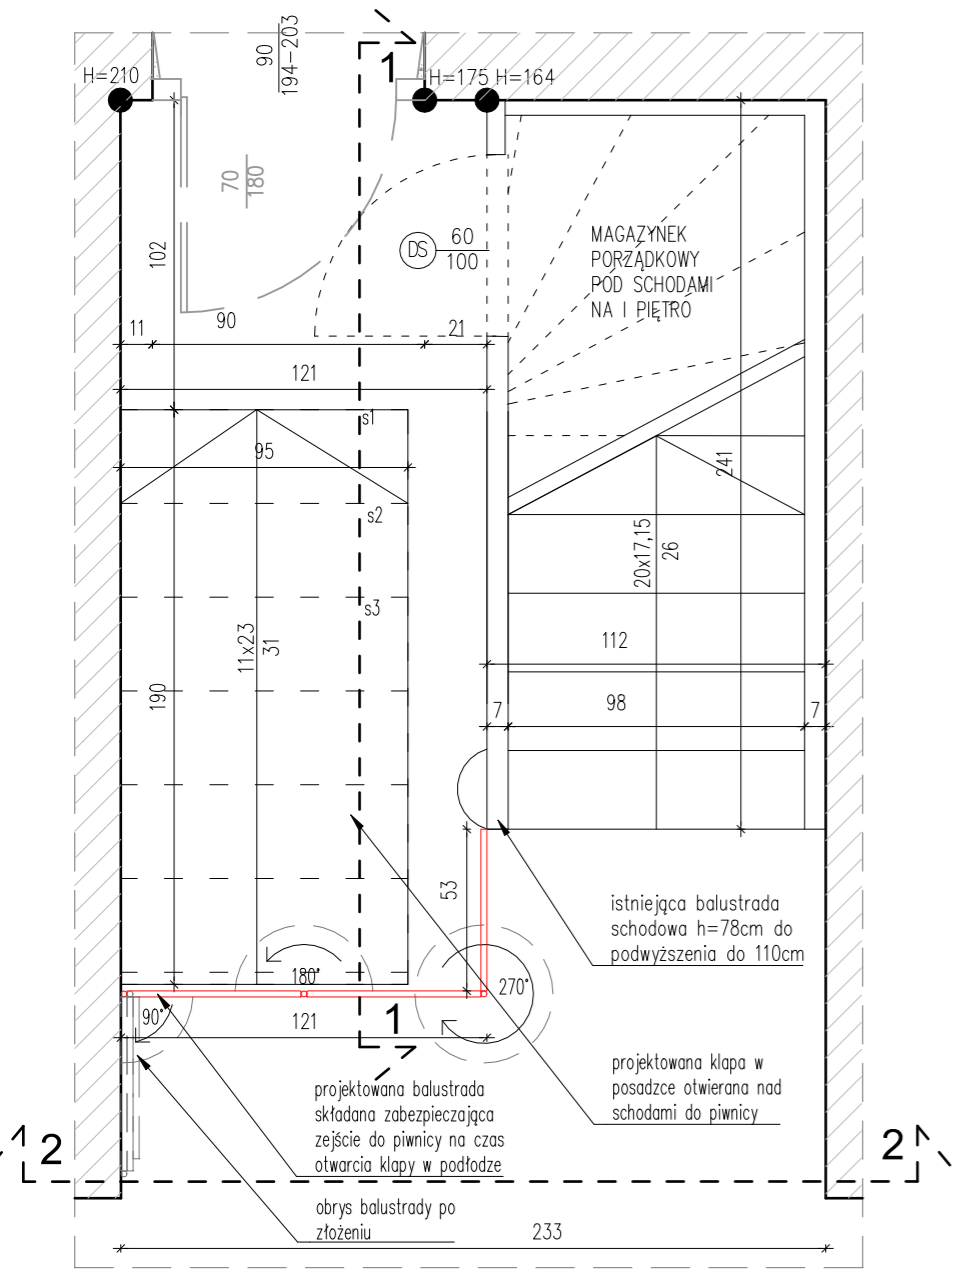 90
194-203
1
H=210
H=175
H=164
70
180
DS
60
100
MAGAZYNEK
PORZĄDKOWY
POD SCHODAMI
NA I PIĘTRO
102
11
90
21
121
s1
95
241
s2
20x17,15
26
s3
11x23
31
112
190
7
98
7
53
istniejąca balustrada
schodowa h=78cm do
podwyższenia do 110cm
180°
270°
90°
121
1
projektowana klapa w
posadzce otwierana nad
schodami do piwnicy
projektowana balustrada
składana zabezpieczająca
zejście do piwnicy na czas
otwarcia klapy w podłodze
2
2
obrys balustrady po
złożeniu
233